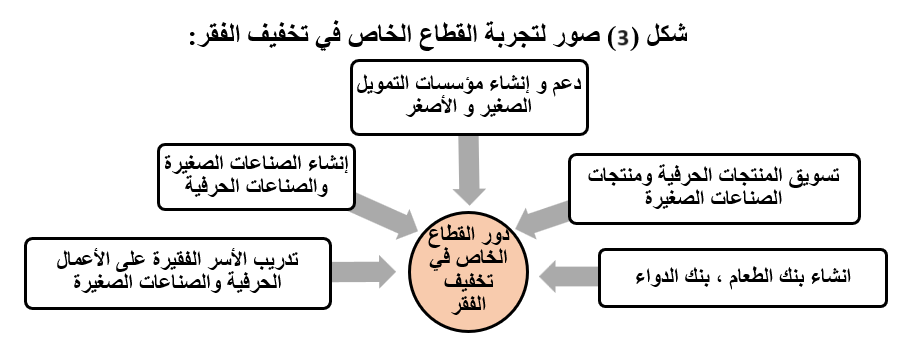 شكل (3) صور لتجربة القطاع الخاص في تخفيف الفقر:
دعم و إنشاء مؤسسات التمويل
الصغير و الأصغر
تسويق المنتجات الحرفية ومنتجات
الصناعات الصغيرة
إنشاء الصناعات الصغيرة
والصناعات الحرفية
دور القطاع
الخاص في
تخفيف
الفقر
انشاء بنك الطعام ، بنك الدواء
تدريب الأسر الفقيرة على الأعمال
الحرفية والصناعات الصغيرة